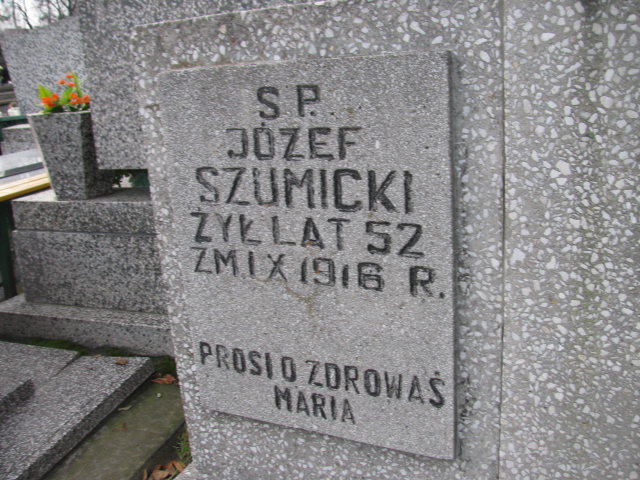 Ś.P.
JÓZEF
SZUMICKI
ŻYŁ LAT 52
ZM. IX 1916 R.
PROSI O ZDROWAŚ
MARIA